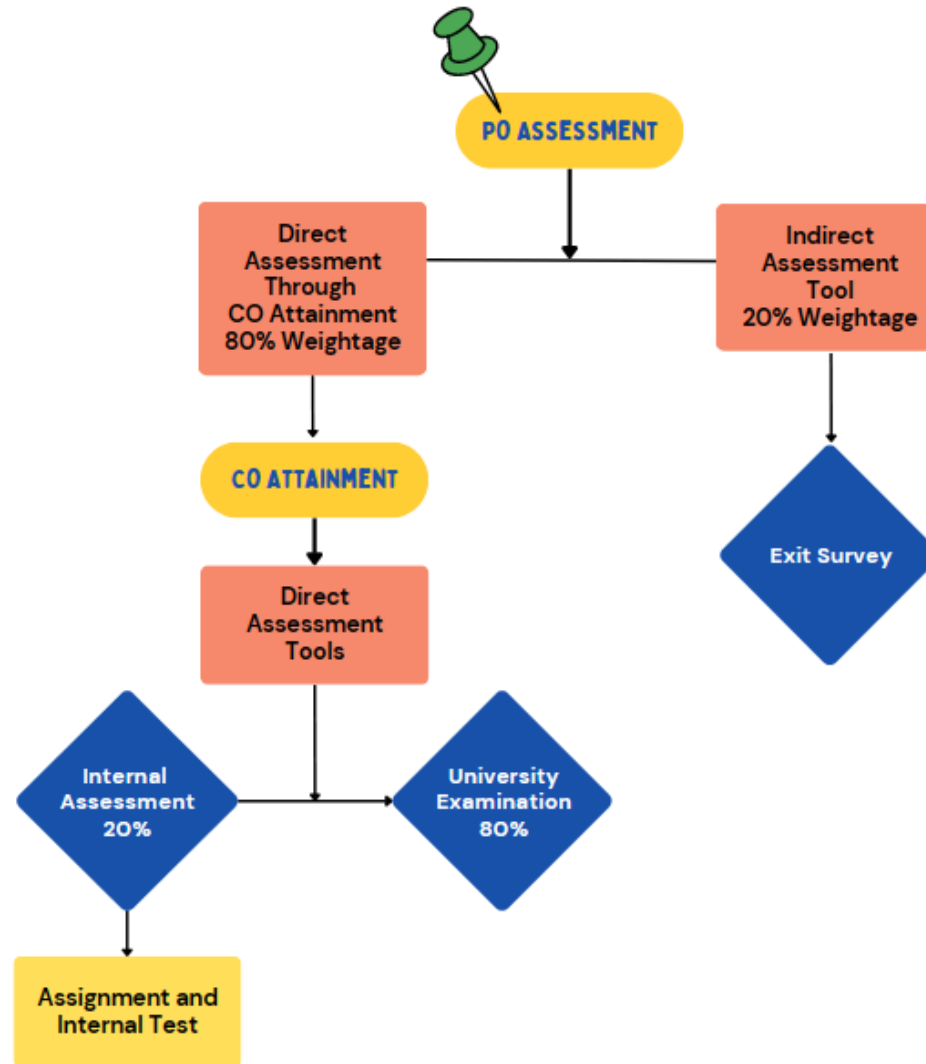 PO ASSESSMENT
Direct
Assessment
Through
CO Attainment
80% Weightage
Indirect
Assessment
Tool
20% Weightage
CO ATTAINMENT
Exit Survey
Direct
Assessment
Tools
Internal
Assessment
20%
University
Examination
80%
Assignment and
Internal Test